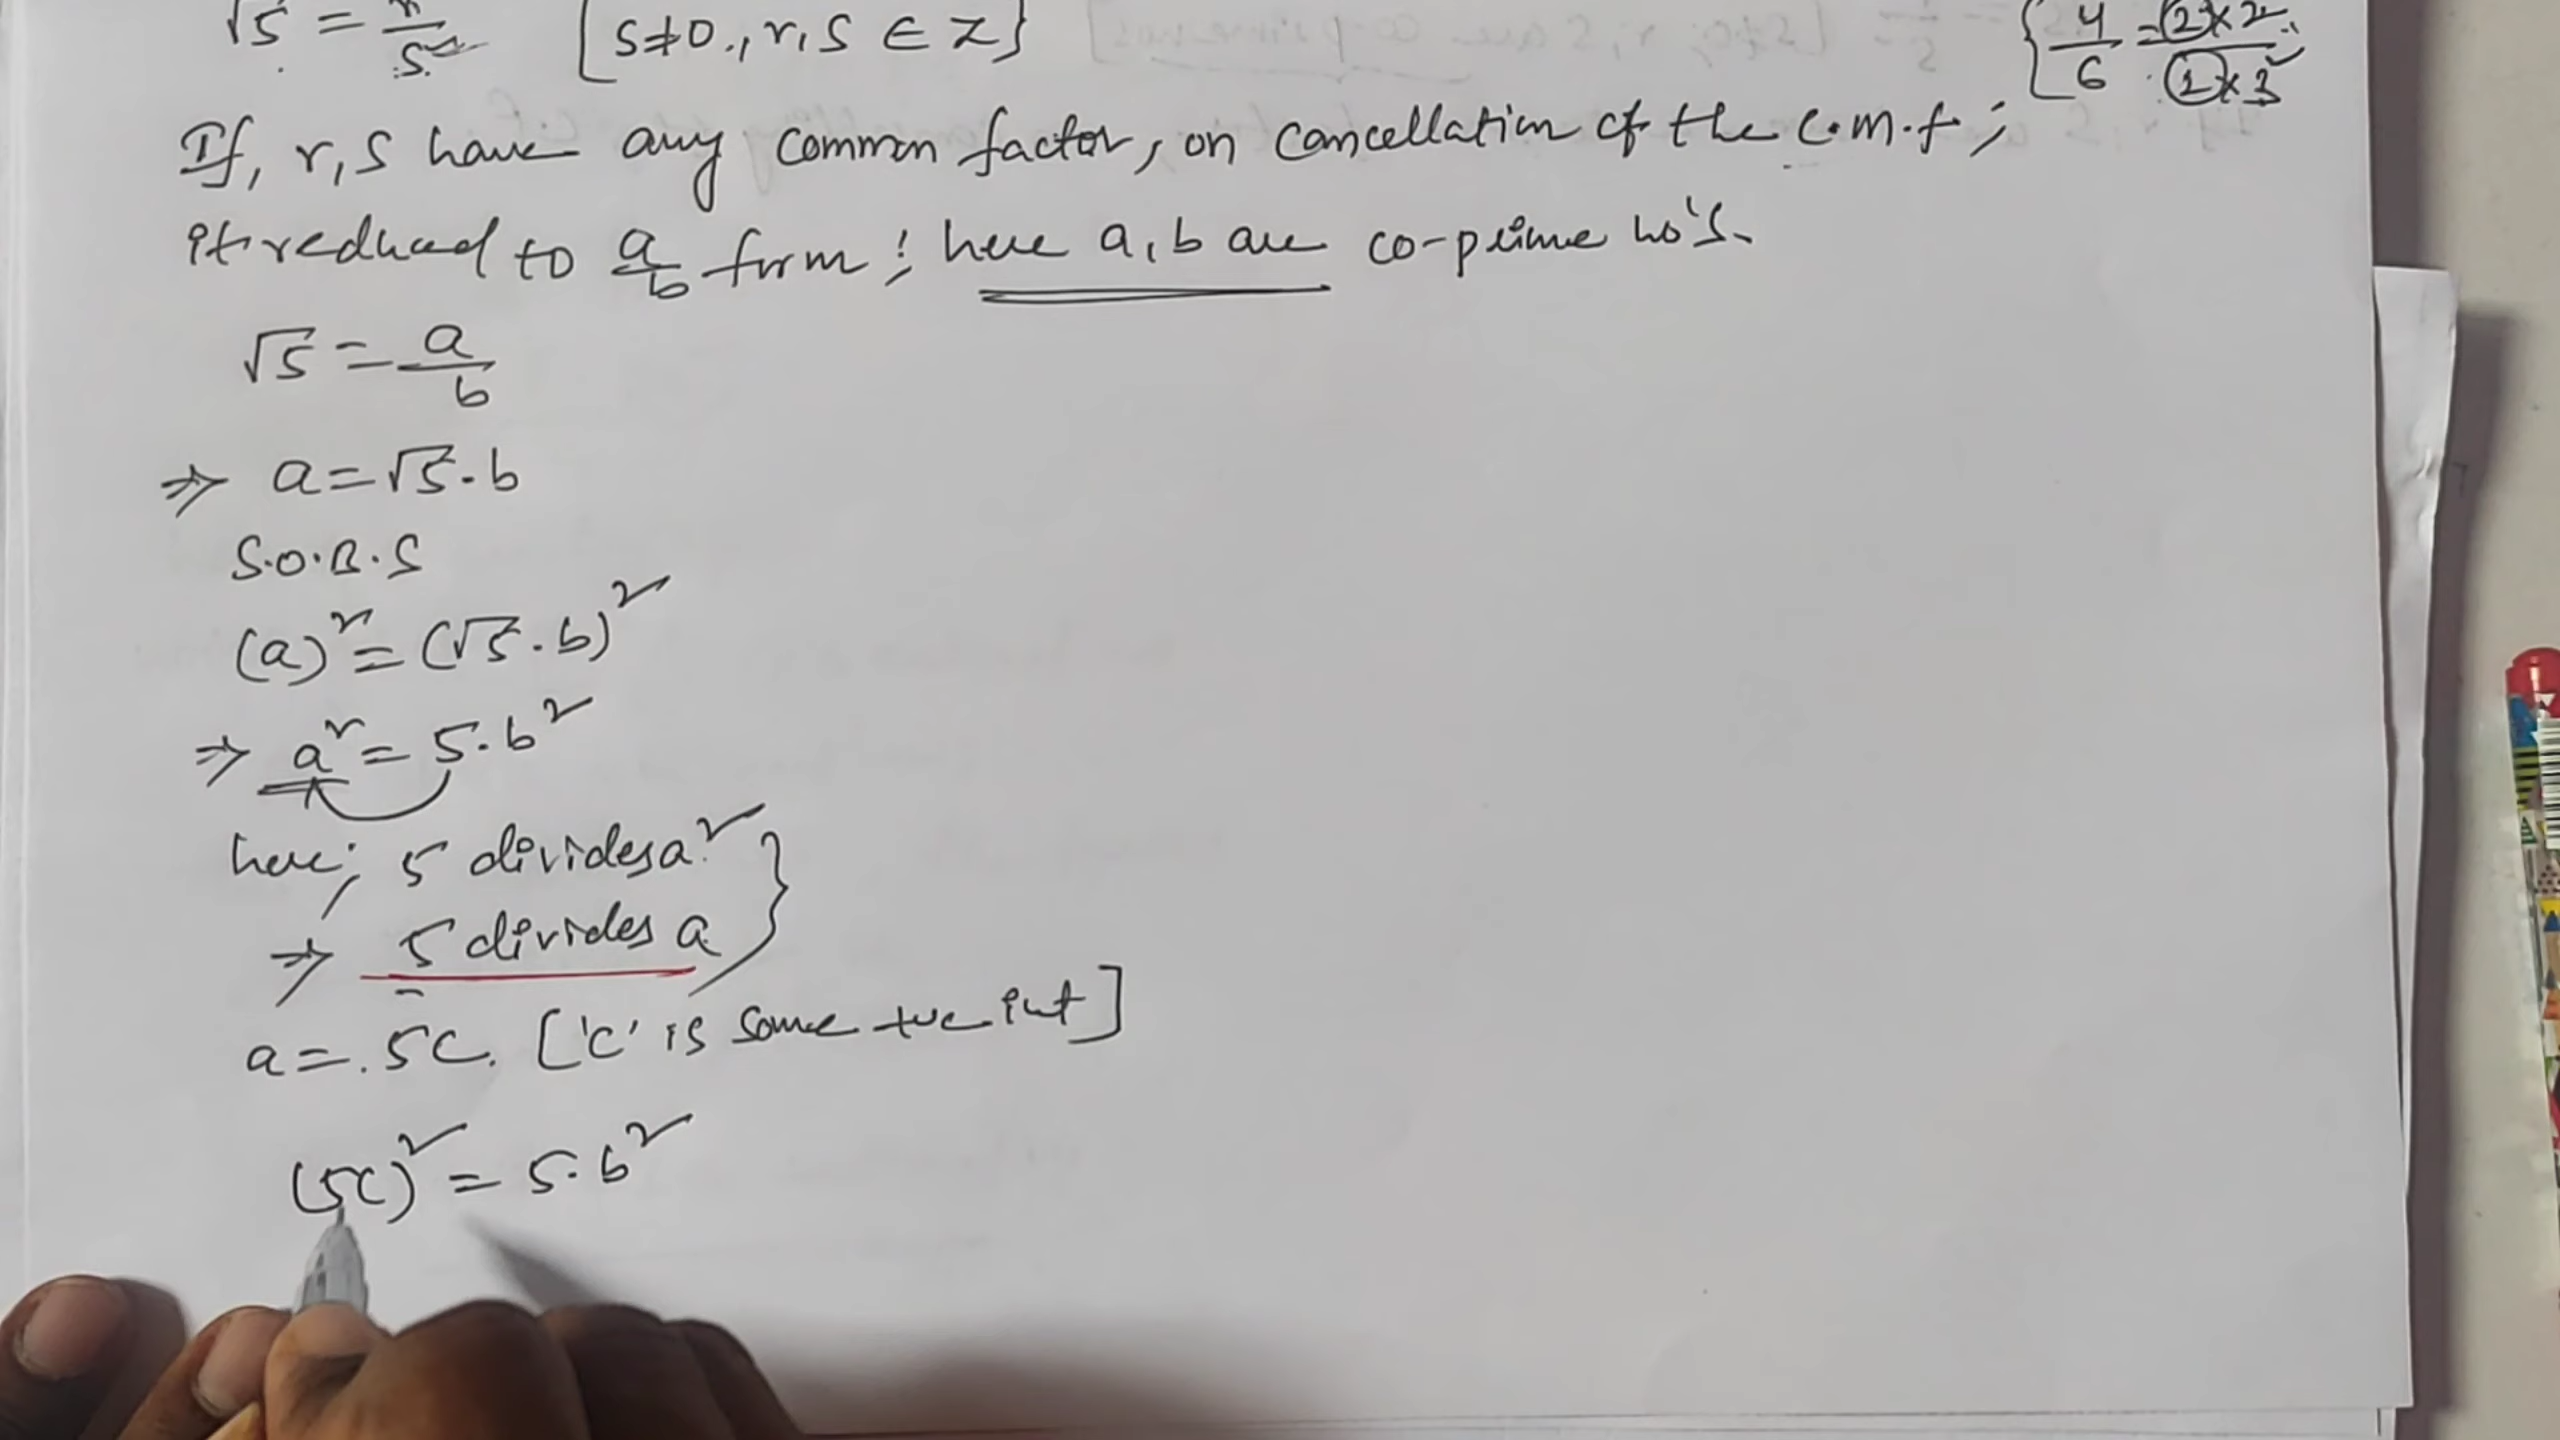 √5 = r/s [s≠0., r,s ∈ Z}
{4/6 = 2×2/2×3
If, r,s have any common factor, on cancellation of the c.m.f;
it reduced to a/b form; here a,b are co-prime no's.
√5 = a/b
⇒ a = √5.b
S.O.B.S
(a)² = (√5.b)²
⇒ a² = 5.b²
here; 5 divides a²
⇒ 5 divides a
a = 5c. ['c' is some +ve int]
(5c)² = 5.b²